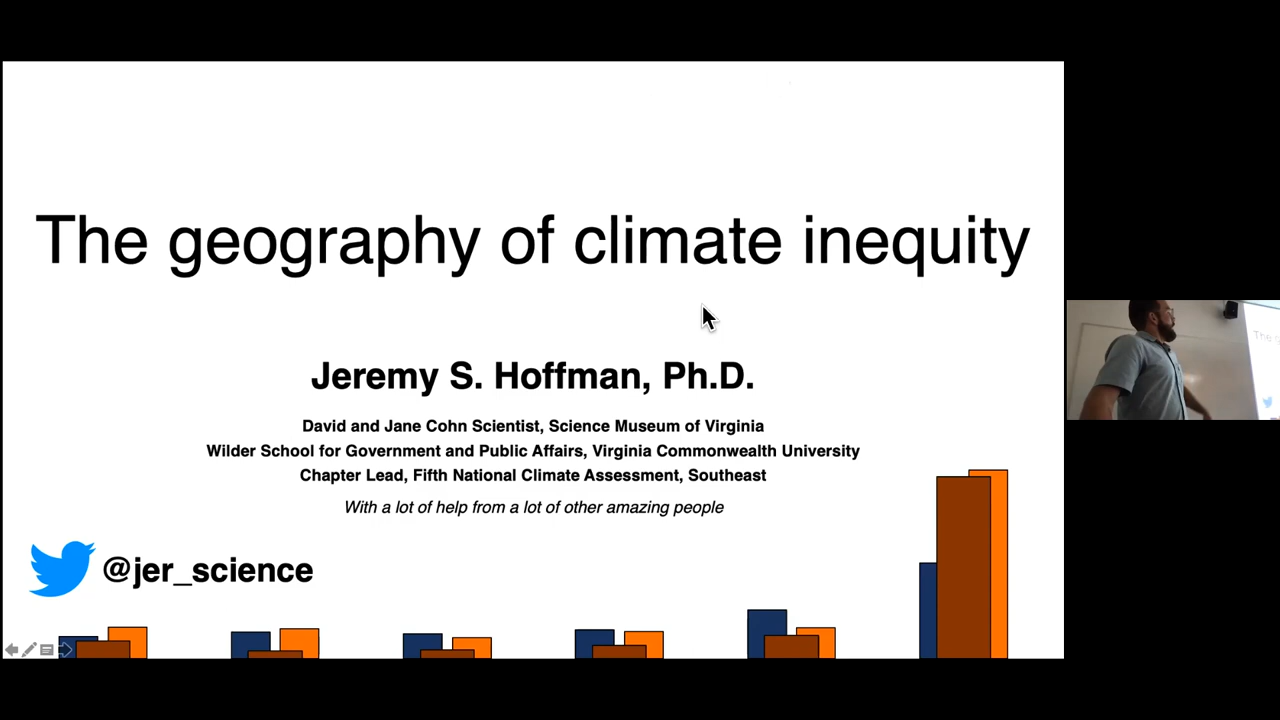 The geography of climate inequity
Jeremy S. Hoffman, Ph.D.
David and Jane Cohn Scientist, Science Museum of Virginia
Wilder School for Government and Public Affairs, Virginia Commonwealth University
Chapter Lead, Fifth National Climate Assessment, Southeast
With a lot of help from a lot of other amazing people
@jer_science